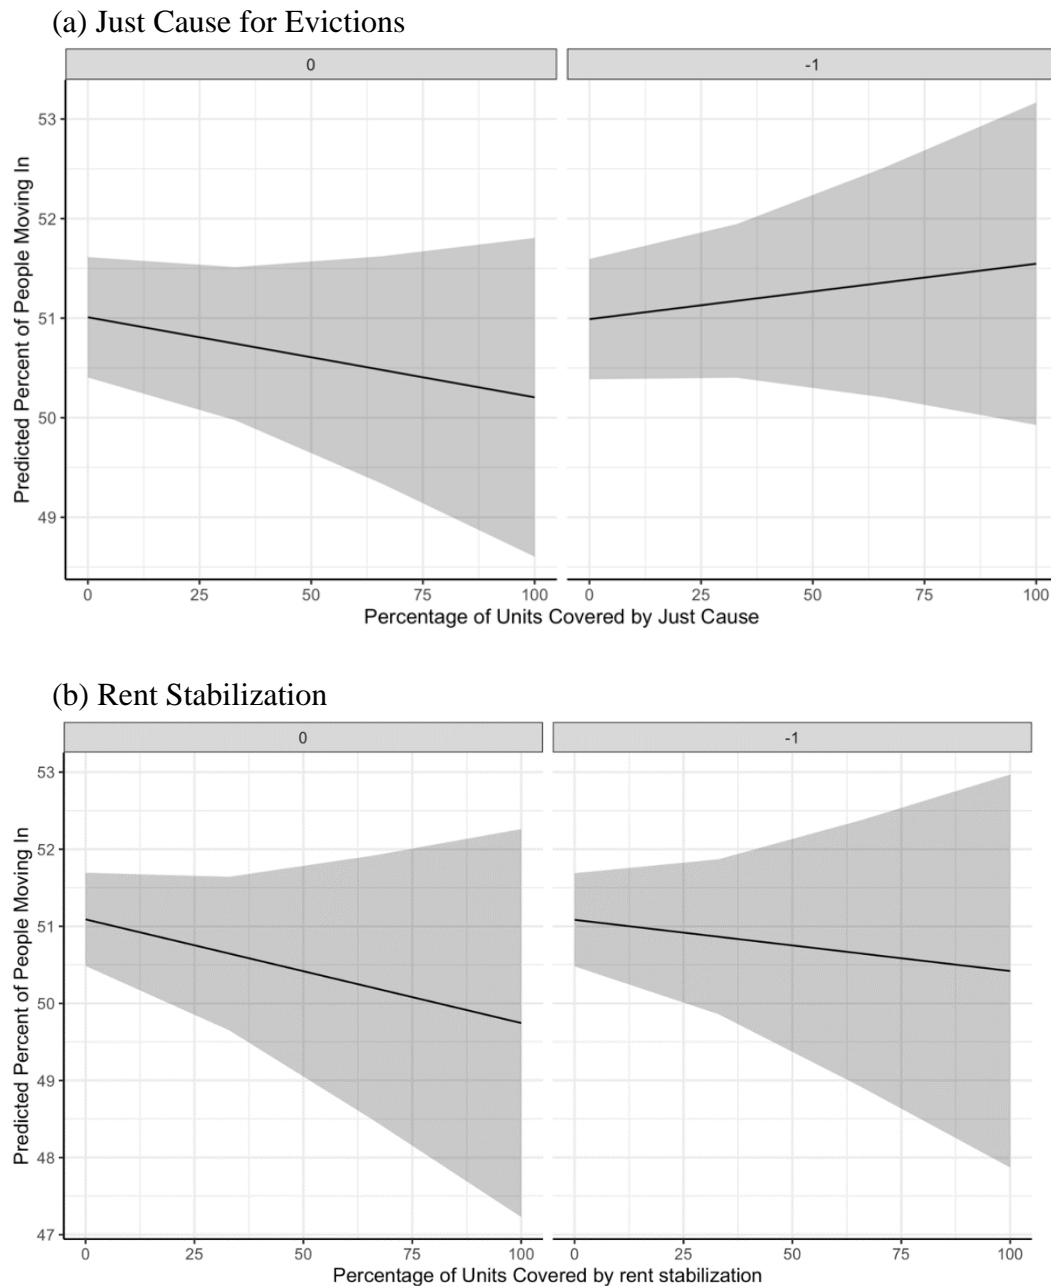 (a) Just Cause for Evictions
0 -1
53
52
51
50
49
0 25 50 75 100 0 25 50 75 100
Predicted Percent of People Moving In
Percentage of Units Covered by Just Cause
(b) Rent Stabilization
0 -1
53
52
51
50
49
48
47
0 25 50 75 100 0 25 50 75 100
Predicted Percent of People Moving In
Percentage of Units Covered by rent stabilization